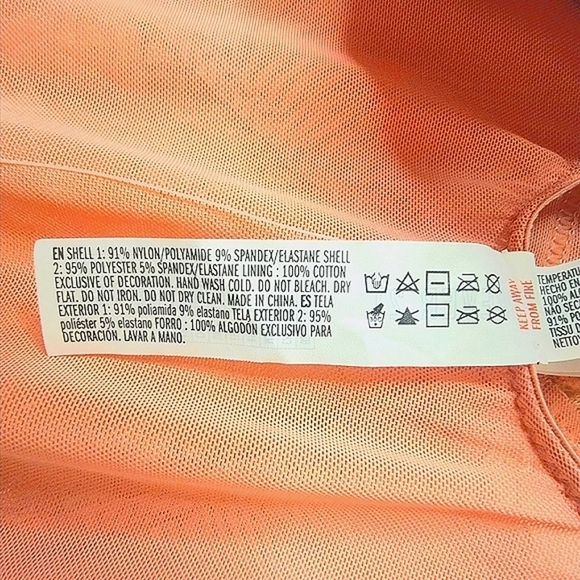 EN SHELL 1: 91% NYLON/POLYAMIDE 9% SPANDEX/ELASTANE SHELL
2: 95% POLYESTER 5% SPANDEX/ELASTANE LINING : 100% COTTON
EXCLUSIVE OF DECORATION. HAND WASH COLD. DO NOT BLEACH. DRY
FLAT. DO NOT IRON. DO NOT DRY CLEAN. MADE IN CHINA. ES TELA
EXTERIOR 1: 91% poliamida 9% elastano TELA EXTERIOR 2: 95%
poliéster 5% elastano FORRO : 100% ALGODÓN EXCLUSIVO PARA
DECORACIÓN. LAVAR A MANO.
KEEP AWAY
FROM FIRE
TEMPERATU
HECHO EN
100% AL
NÃO SE
91% PO
TISSU
NETTO